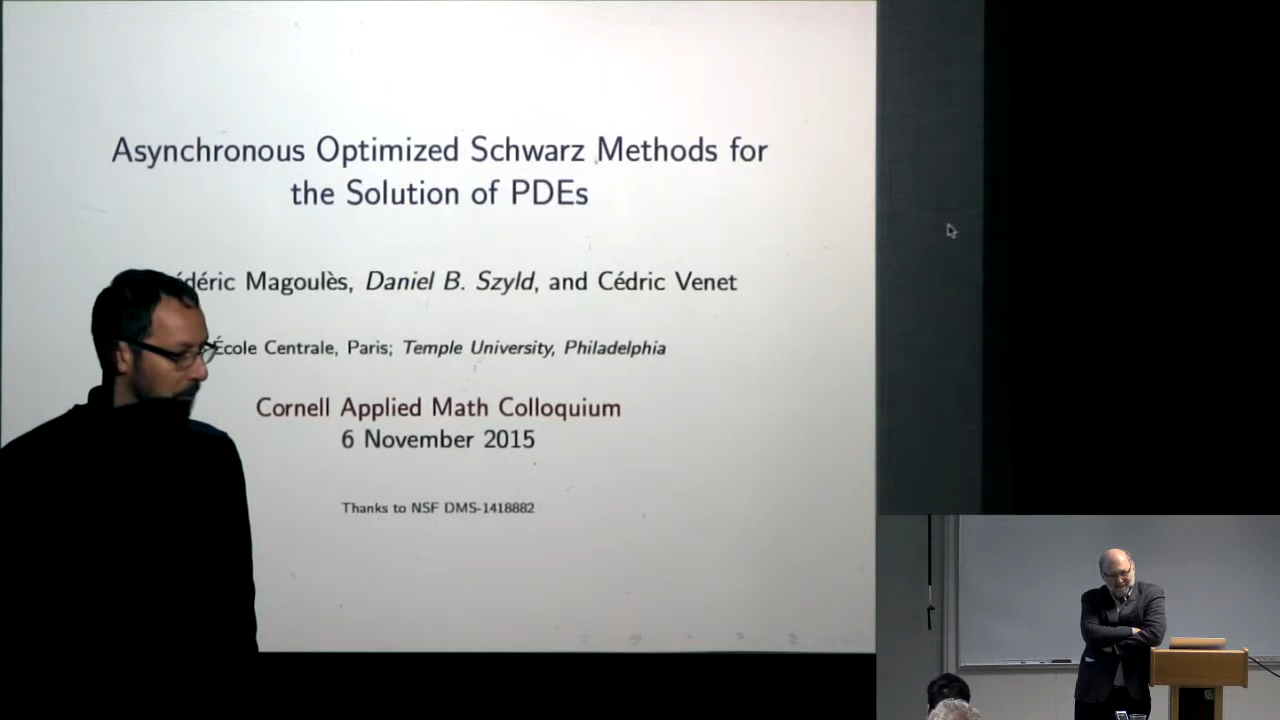 Asynchronous Optimized Schwarz Methods for
the Solution of PDEs
Magoulès, Daniel B. Szyld, and Cédric Venet
École Centrale, Paris; Temple University, Philadelphia
Cornell Applied Math Colloquium
6 November 2015
Thanks to NSF DMS-1418882